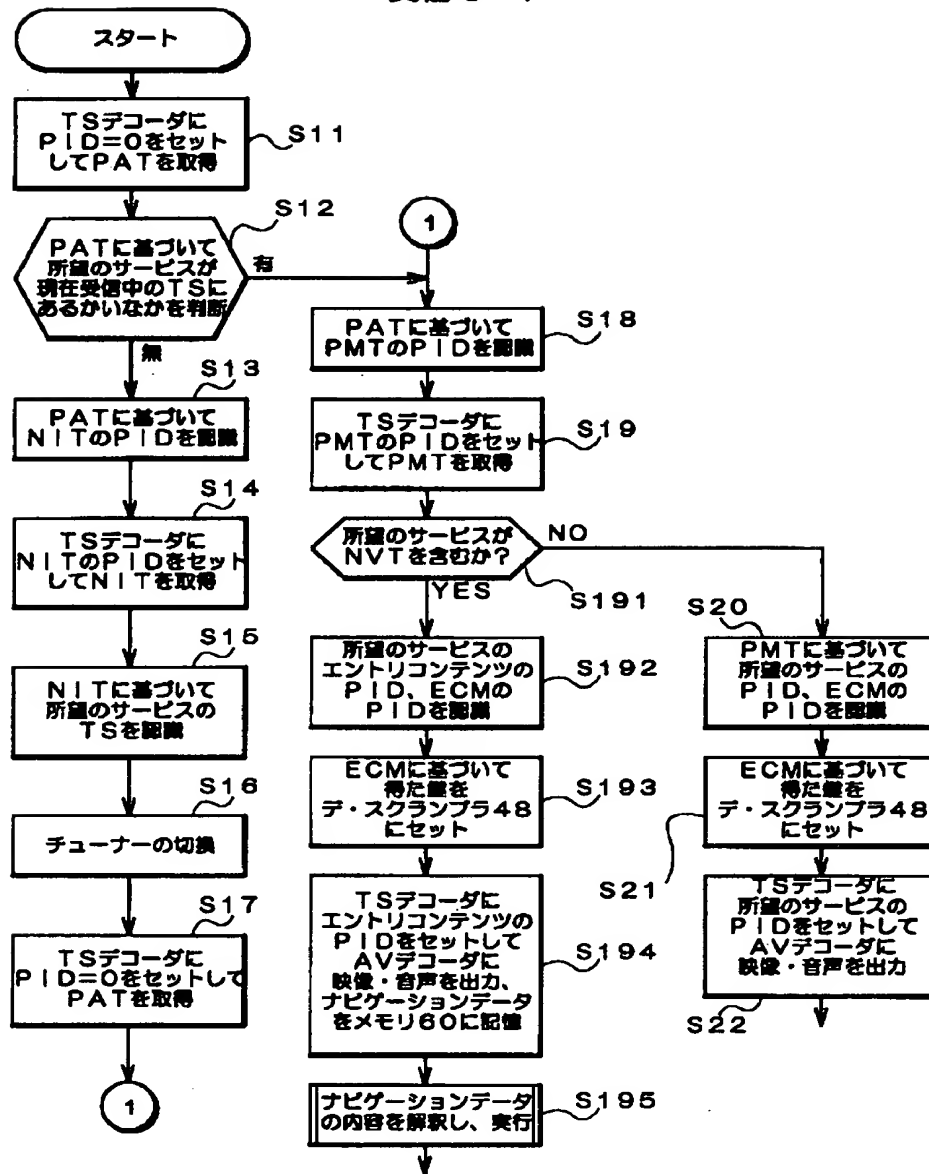 スタート
TSデコーダに
PID=0をセット
してPATを取得
S11
S12
PATに基づいて
所望のサービスが
現在受信中のTSに
あるかいなかを判断
有
無
S13
PATに基づいて
NITのPIDを認識
S14
TSデコーダに
NITのPIDをセット
してNITを取得
S15
NITに基づいて
所望のサービスの
TSを認識
S16
チューナーの切換
S17
TSデコーダに
PID=0をセットして
PATを取得
1
1
PATに基づいて
PMTのPIDを認識
S18
TSデコーダに
PMTのPIDをセット
してPMTを取得
S19
所望のサービスが
NVTを含むか?
NO
YES
S191
所望のサービスの
エントリコンテンツの
PID、ECMの
PIDを認識
S192
ECMに基づいて
得た鍵を
デ・スクランブラ48
にセット
S193
TSデコーダに
エントリコンテンツの
PIDをセットして
AVデコーダに
映像・音声を出力、
ナビゲーションデータ
をメモリ60に記憶
S194
ナビゲーションデータ
の内容を解釈し、実行
S195
S20
PMTに基づいて
所望のサービスの
PID、ECMの
PIDを認識
ECMに基づいて
得た鍵を
デ・スクランブラ48
にセット
S21
TSデコーダに
所望のサービスの
PIDをセットして
AVデコーダに
映像・音声を出力
S22